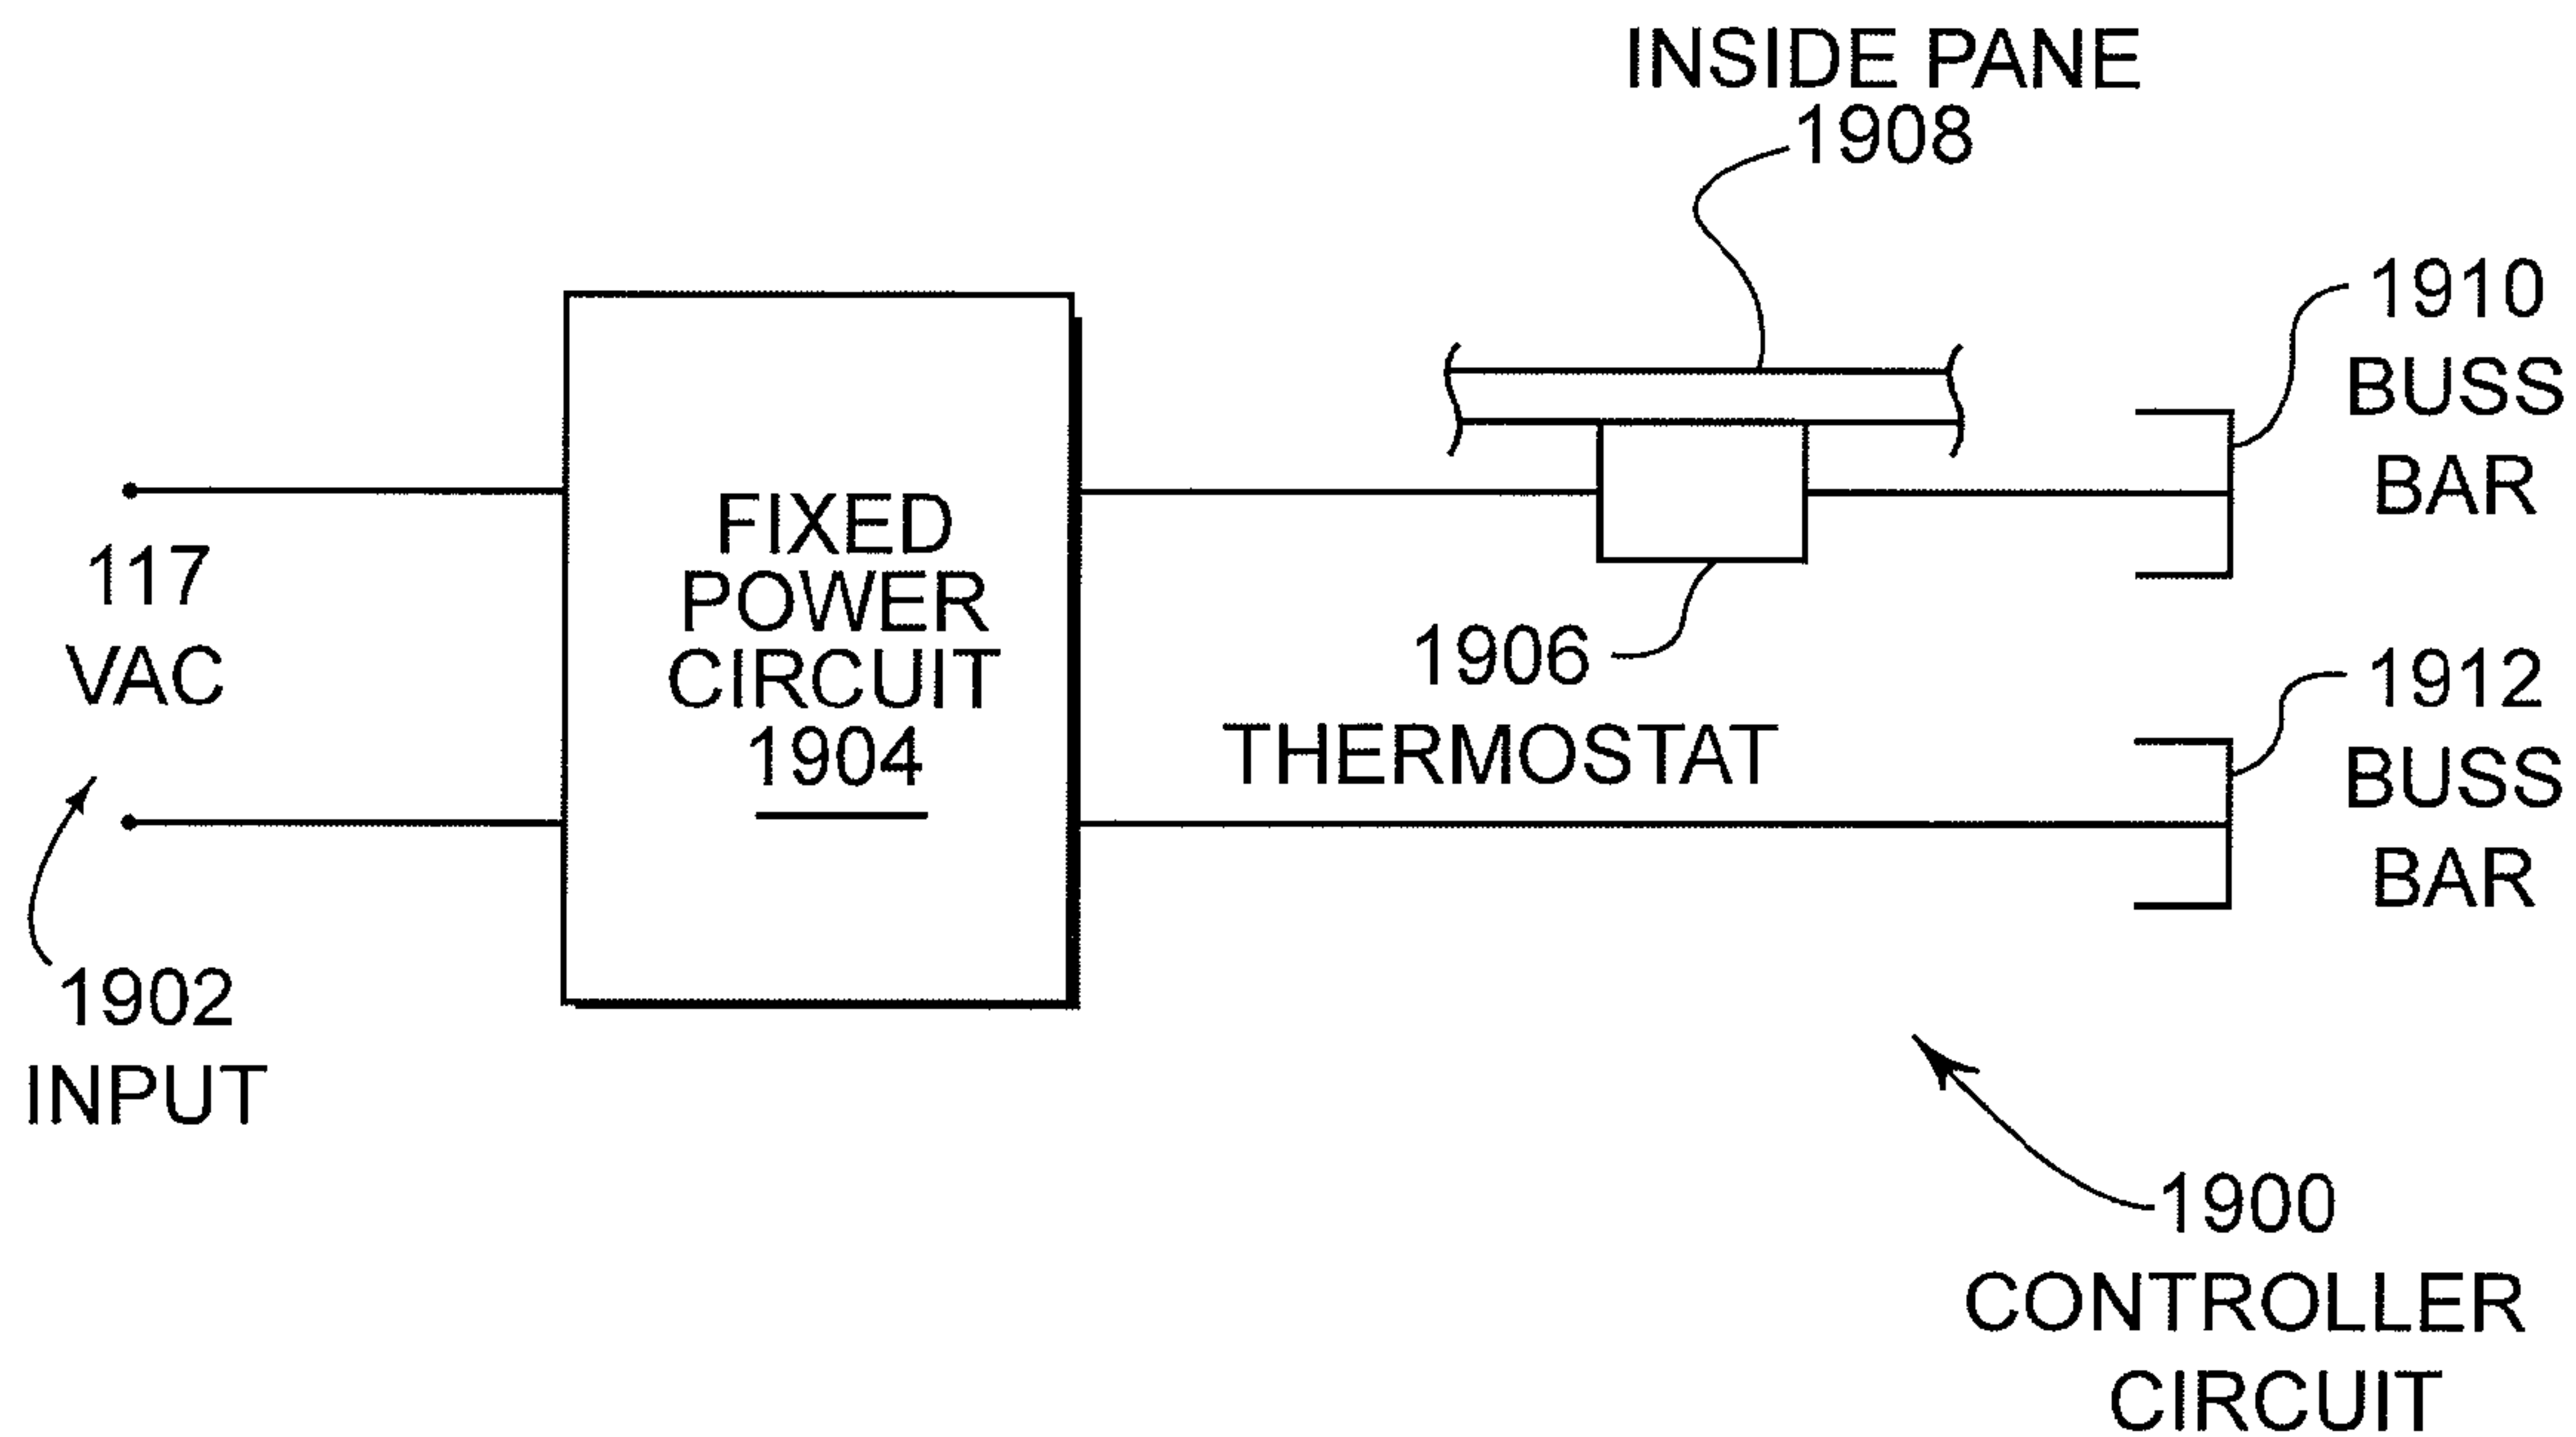 INSIDE PANE
1908
1910
BUSS
BAR
117
VAC
FIXED
POWER
CIRCUIT
1904
1906
THERMOSTAT
1912
BUSS
BAR
1902
INPUT
1900
CONTROLLER
CIRCUIT